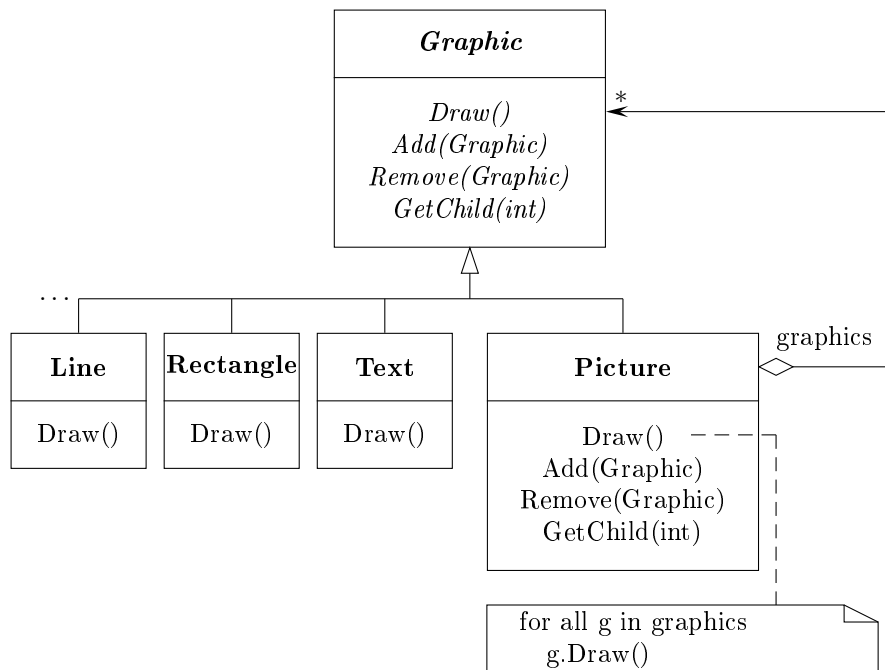 Graphic
*
Draw()
Add(Graphic)
Remove(Graphic)
GetChild(int)
...
graphics
Line
Rectangle
Text
Picture
Draw()
Draw()
Draw()
Draw()
Add(Graphic)
Remove(Graphic)
GetChild(int)
for all g in graphics
g.Draw()